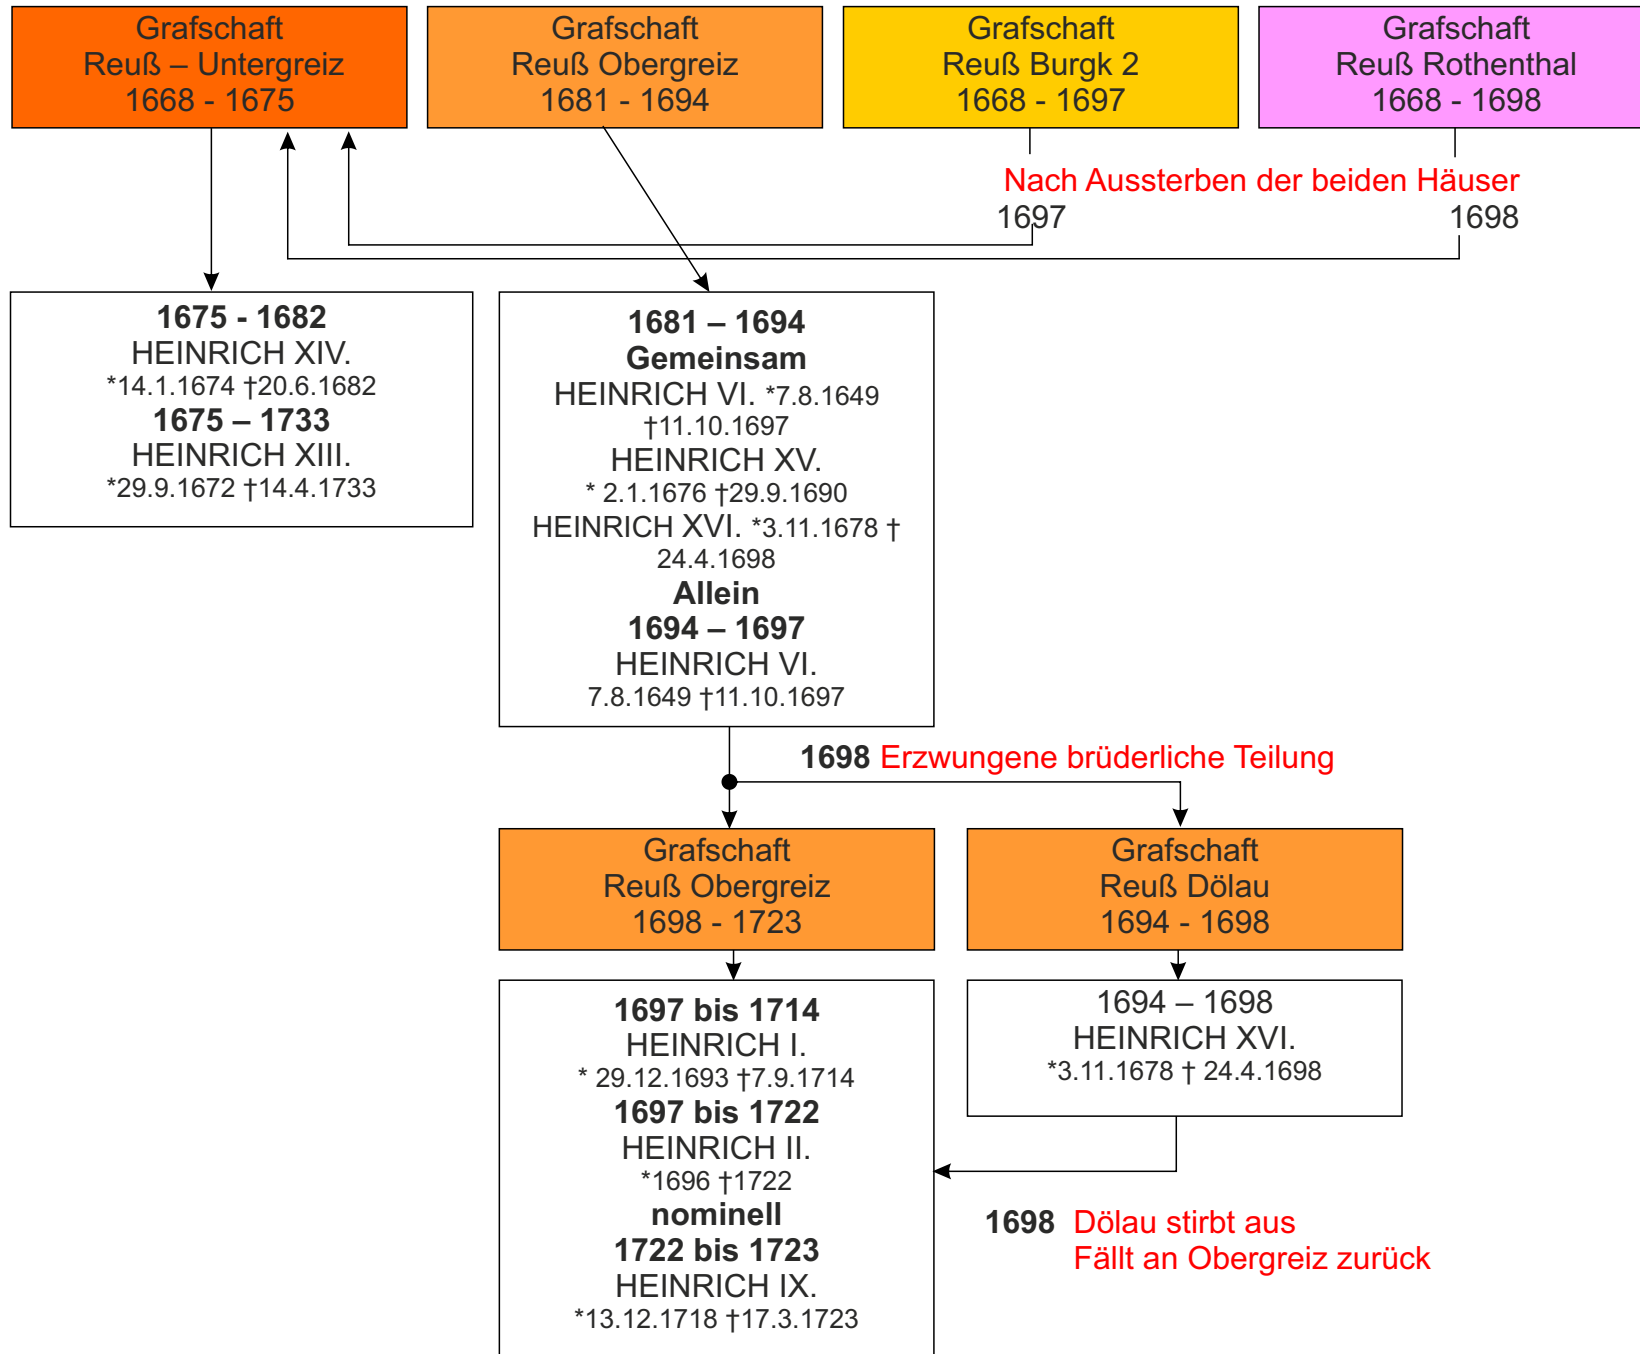 Grafschaft
Reuß – Untergreiz
1668 - 1675
Grafschaft
Reuß Obergreiz
1681 - 1694
Grafschaft
Reuß Burgk 2
1668 - 1697
Grafschaft
Reuß Rothenthal
1668 - 1698
Nach Aussterben der beiden Häuser
1697
1698
1675 - 1682
HEINRICH XIV.
*14.1.1674 †20.6.1682
1675 – 1733
HEINRICH XIII.
*29.9.1672 †14.4.1733
1681 – 1694
Gemeinsam
HEINRICH VI. *7.8.1649
†11.10.1697
HEINRICH XV.
* 2.1.1676 †29.9.1690
HEINRICH XVI. *3.11.1678 †
24.4.1698
Allein
1694 – 1697
HEINRICH VI.
7.8.1649 †11.10.1697
1698 Erzwungene brüderliche Teilung
Grafschaft
Reuß Obergreiz
1698 - 1723
Grafschaft
Reuß Dölau
1694 - 1698
1697 bis 1714
HEINRICH I.
* 29.12.1693 †7.9.1714
1697 bis 1722
HEINRICH II.
*1696 †1722
nominell
1722 bis 1723
HEINRICH IX.
*13.12.1718 †17.3.1723
1694 – 1698
HEINRICH XVI.
*3.11.1678 † 24.4.1698
1698 Dölau stirbt aus
Fällt an Obergreiz zurück